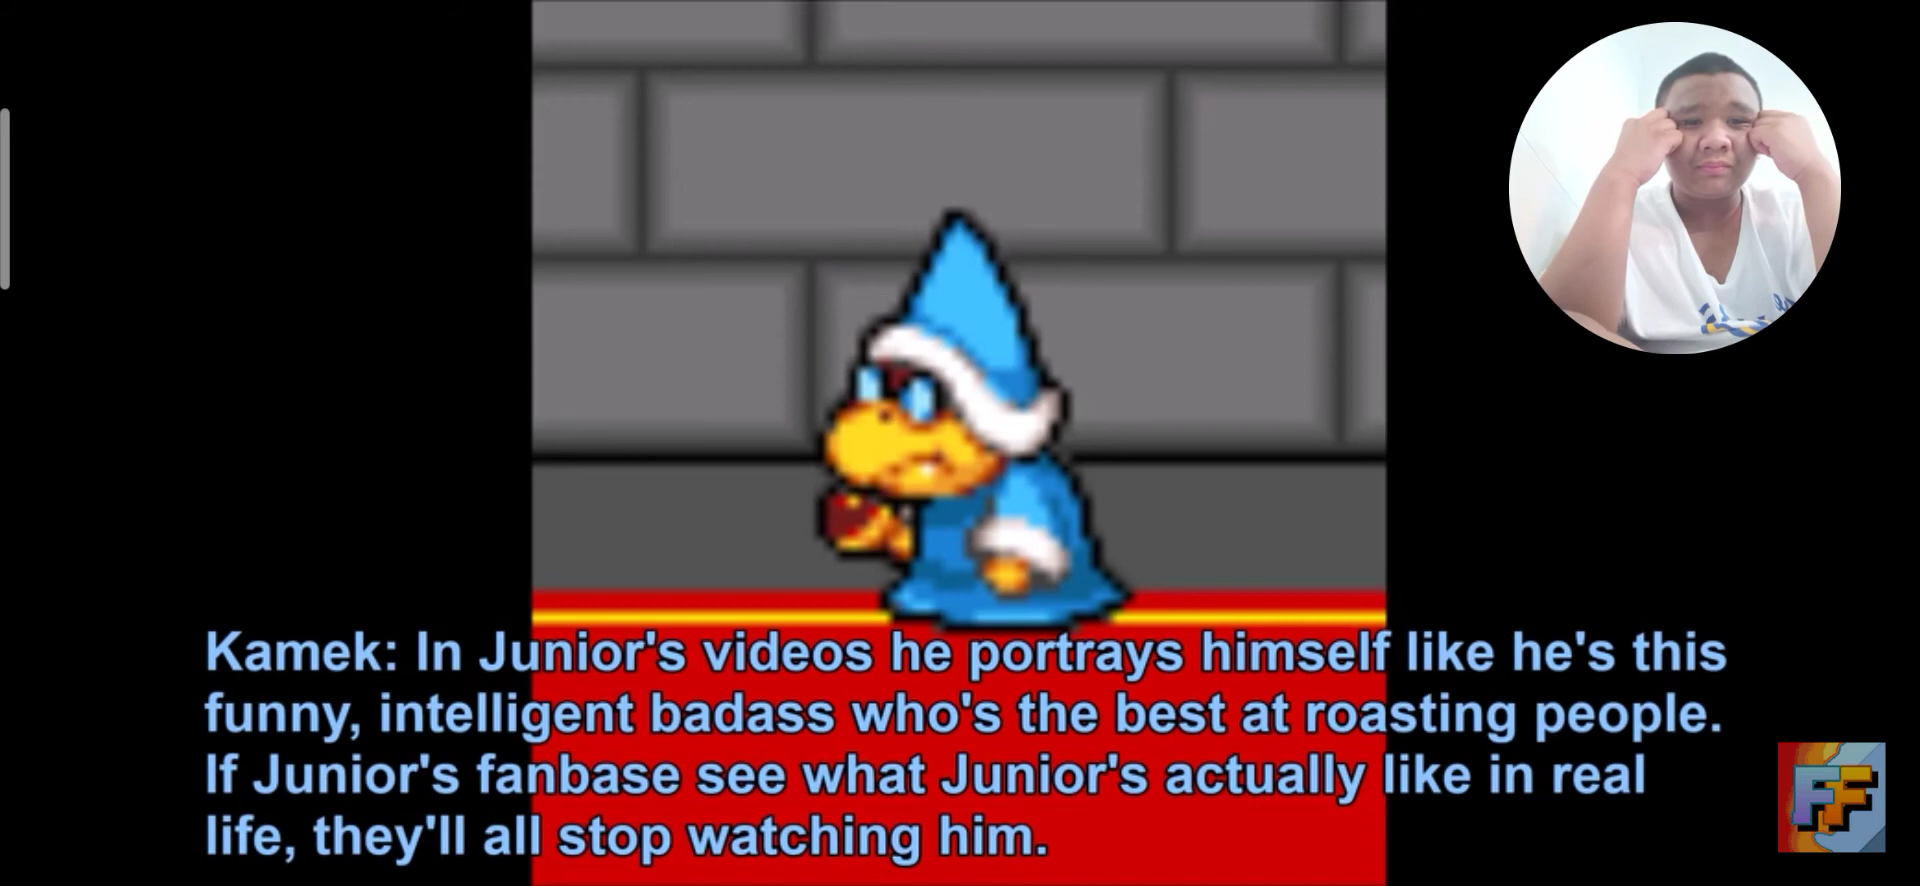 Kamek: In Junior's videos he portrays himself like he's this
funny, intelligent badass who's the best at roasting people.
If Junior's fanbase see what Junior's actually like in real
life, they'll all stop watching him.
FF